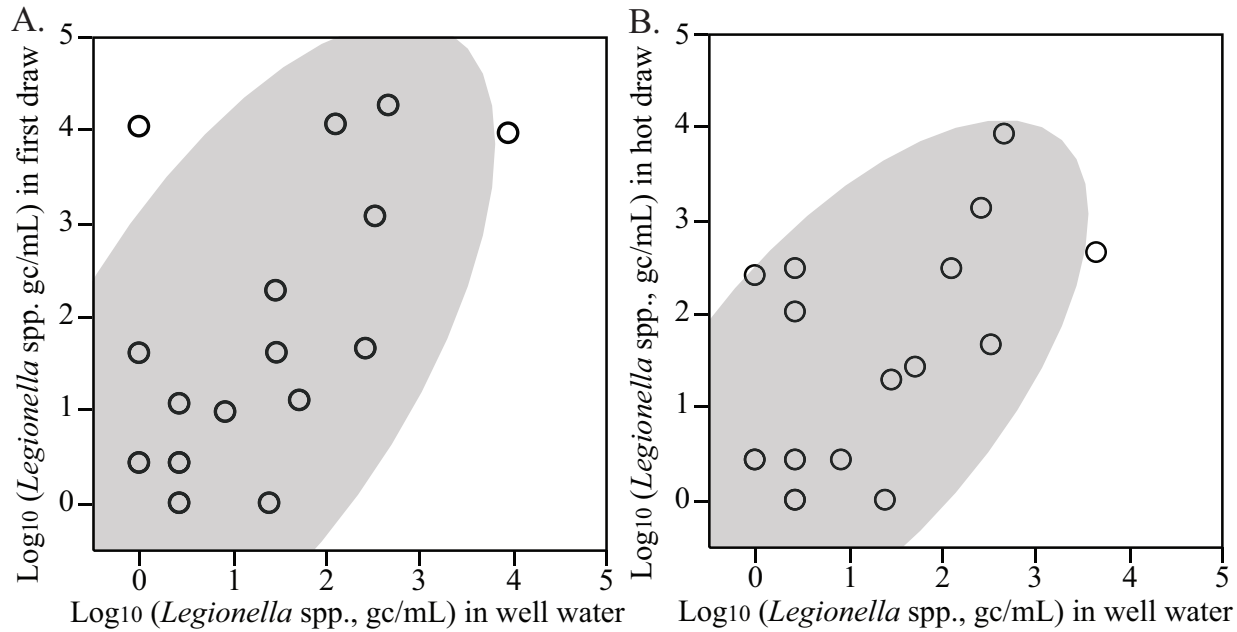 A.
Log10 (Legionella spp. gc/mL) in first draw
5
4
3
2
1
0
0 1 2 3 4 5
Log10 (Legionella spp., gc/mL) in well water
B.
Log10 (Legionella spp., gc/mL) in hot draw
5
4
3
2
1
0
0 1 2 3 4 5
Log10 (Legionella spp., gc/mL) in well water